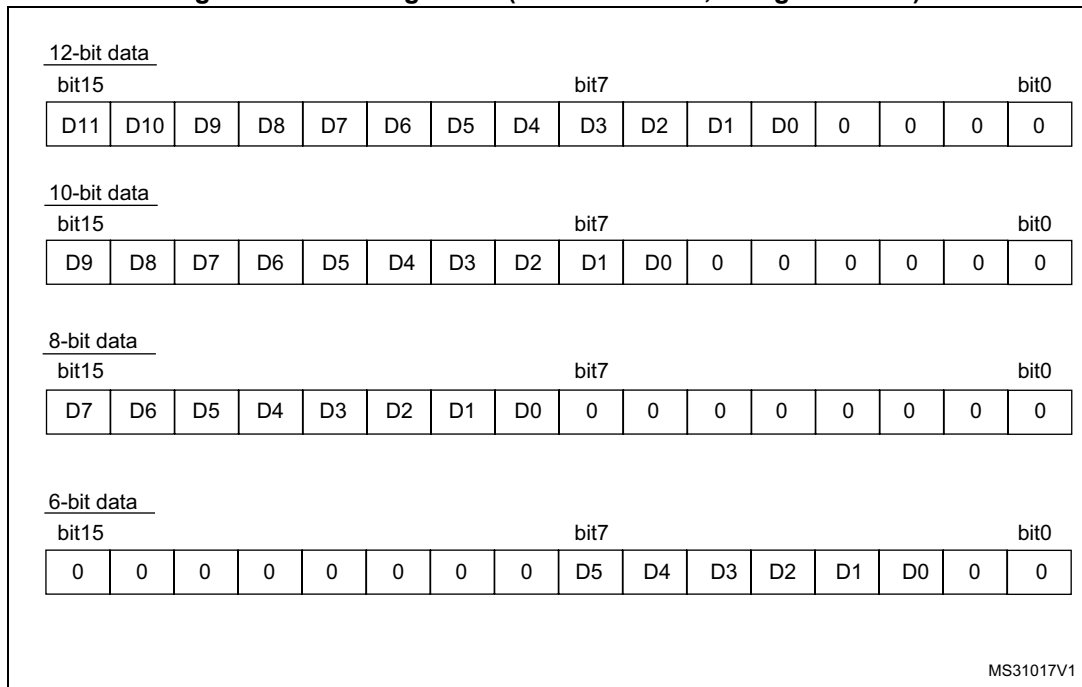 12-bit data
bit15 bit7 bit0
D11 D10 D9 D8 D7 D6 D5 D4 D3 D2 D1 D0 0 0 0 0
10-bit data
bit15 bit7 bit0
D9 D8 D7 D6 D5 D4 D3 D2 D1 D0 0 0 0 0 0 0
8-bit data
bit15 bit7 bit0
D7 D6 D5 D4 D3 D2 D1 D0 0 0 0 0 0 0 0 0
6-bit data
bit15 bit7 bit0
0 0 0 0 0 0 0 0 D5 D4 D3 D2 D1 D0 0 0
MS31017V1